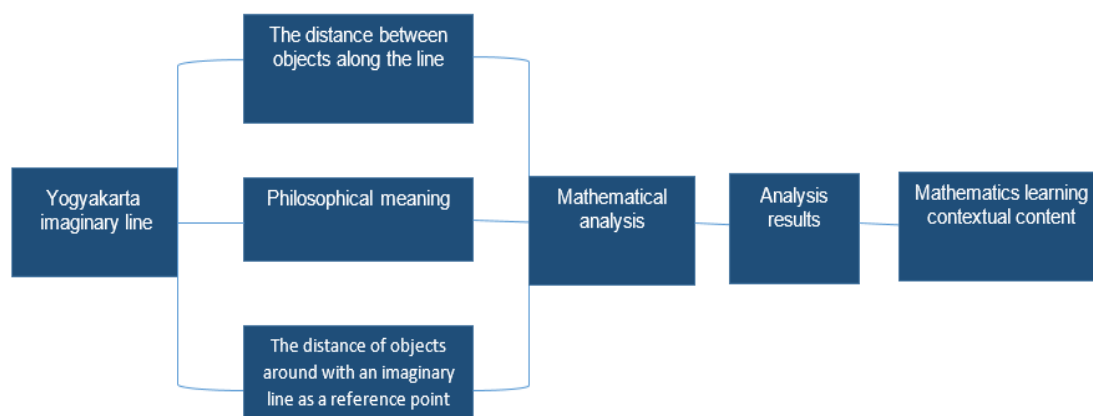 The distance between
objects along the line
Yogyakarta
imaginary line
Philosophical meaning
Mathematical
analysis
Analysis
results
Mathematics learning
contextual content
The distance of objects
around with an imaginary
line as a reference point